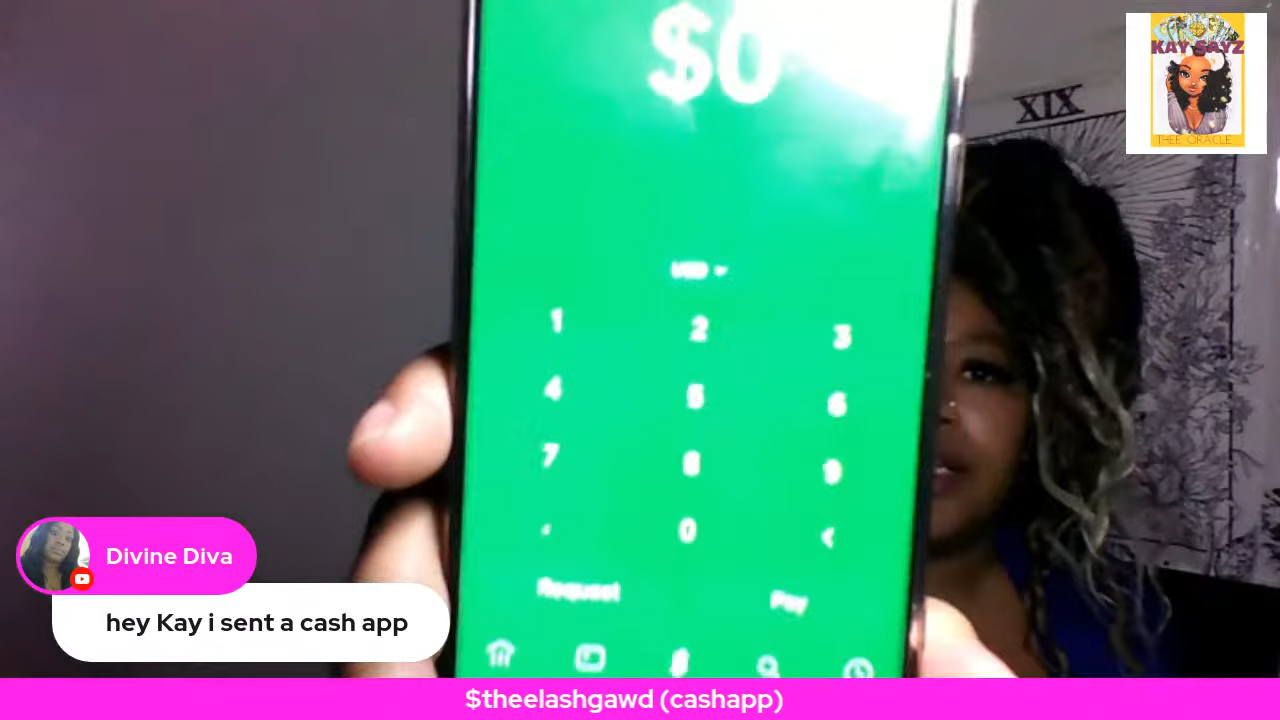 $0
XIX
KAY SAYZ
THEE ORACLE
USD
1 2 3
4 5 6
7 8 9
. 0 <
Request Pay
$
Divine Diva
hey Kay i sent a cash app
$theelashgawd (cashapp)